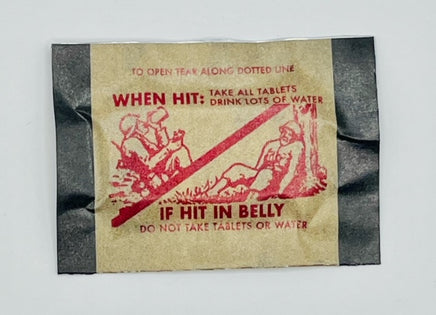 TO OPEN TEAR ALONG DOTTED LINE
WHEN HIT: TAKE ALL TABLETS
DRINK LOTS OF WATER
IF HIT IN BELLY
DO NOT TAKE TABLETS OR WATER